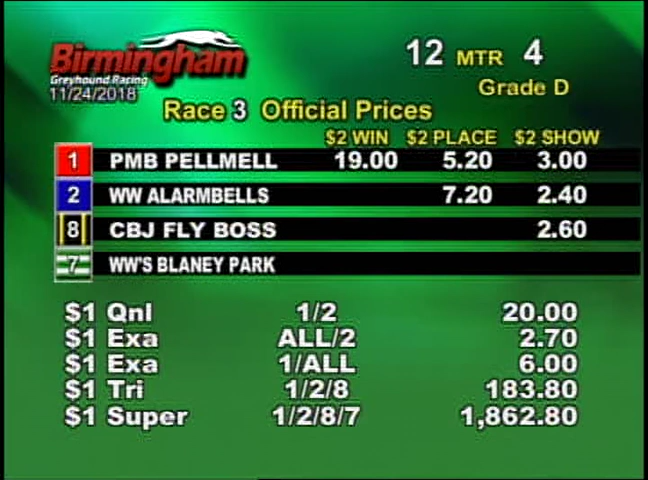 Birmingham
Greyhound Racing
11/24/2018
12 MTR 4
Grade D
Race 3 Official Prices
$2 WIN $2 PLACE $2 SHOW
1 PMB PELLMELL 19.00 5.20 3.00
2 WW ALARMBELLS 7.20 2.40
8 CBJ FLY BOSS 2.60
7 WW'S BLANEY PARK
$1 Qnl 1/2 20.00
$1 Exa ALL/2 2.70
$1 Exa 1/ALL 6.00
$1 Tri 1/2/8 183.80
$1 Super 1/2/8/7 1,862.80